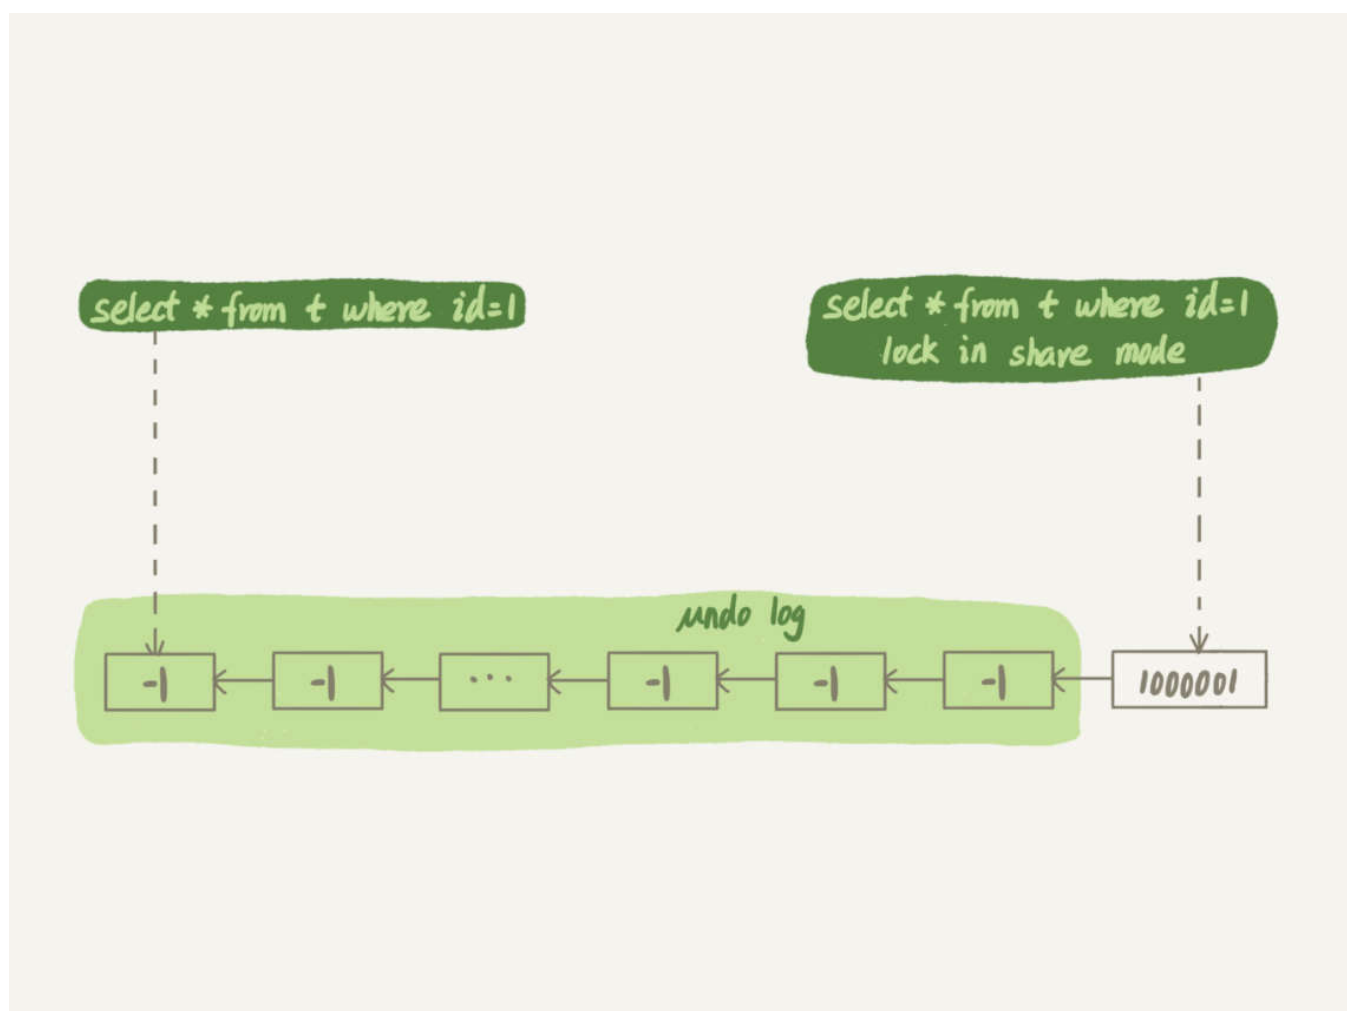 select * from t where id=1
select * from t where id=1
lock in share mode
undo log
-1
-1
...
-1
-1
-1
1000001